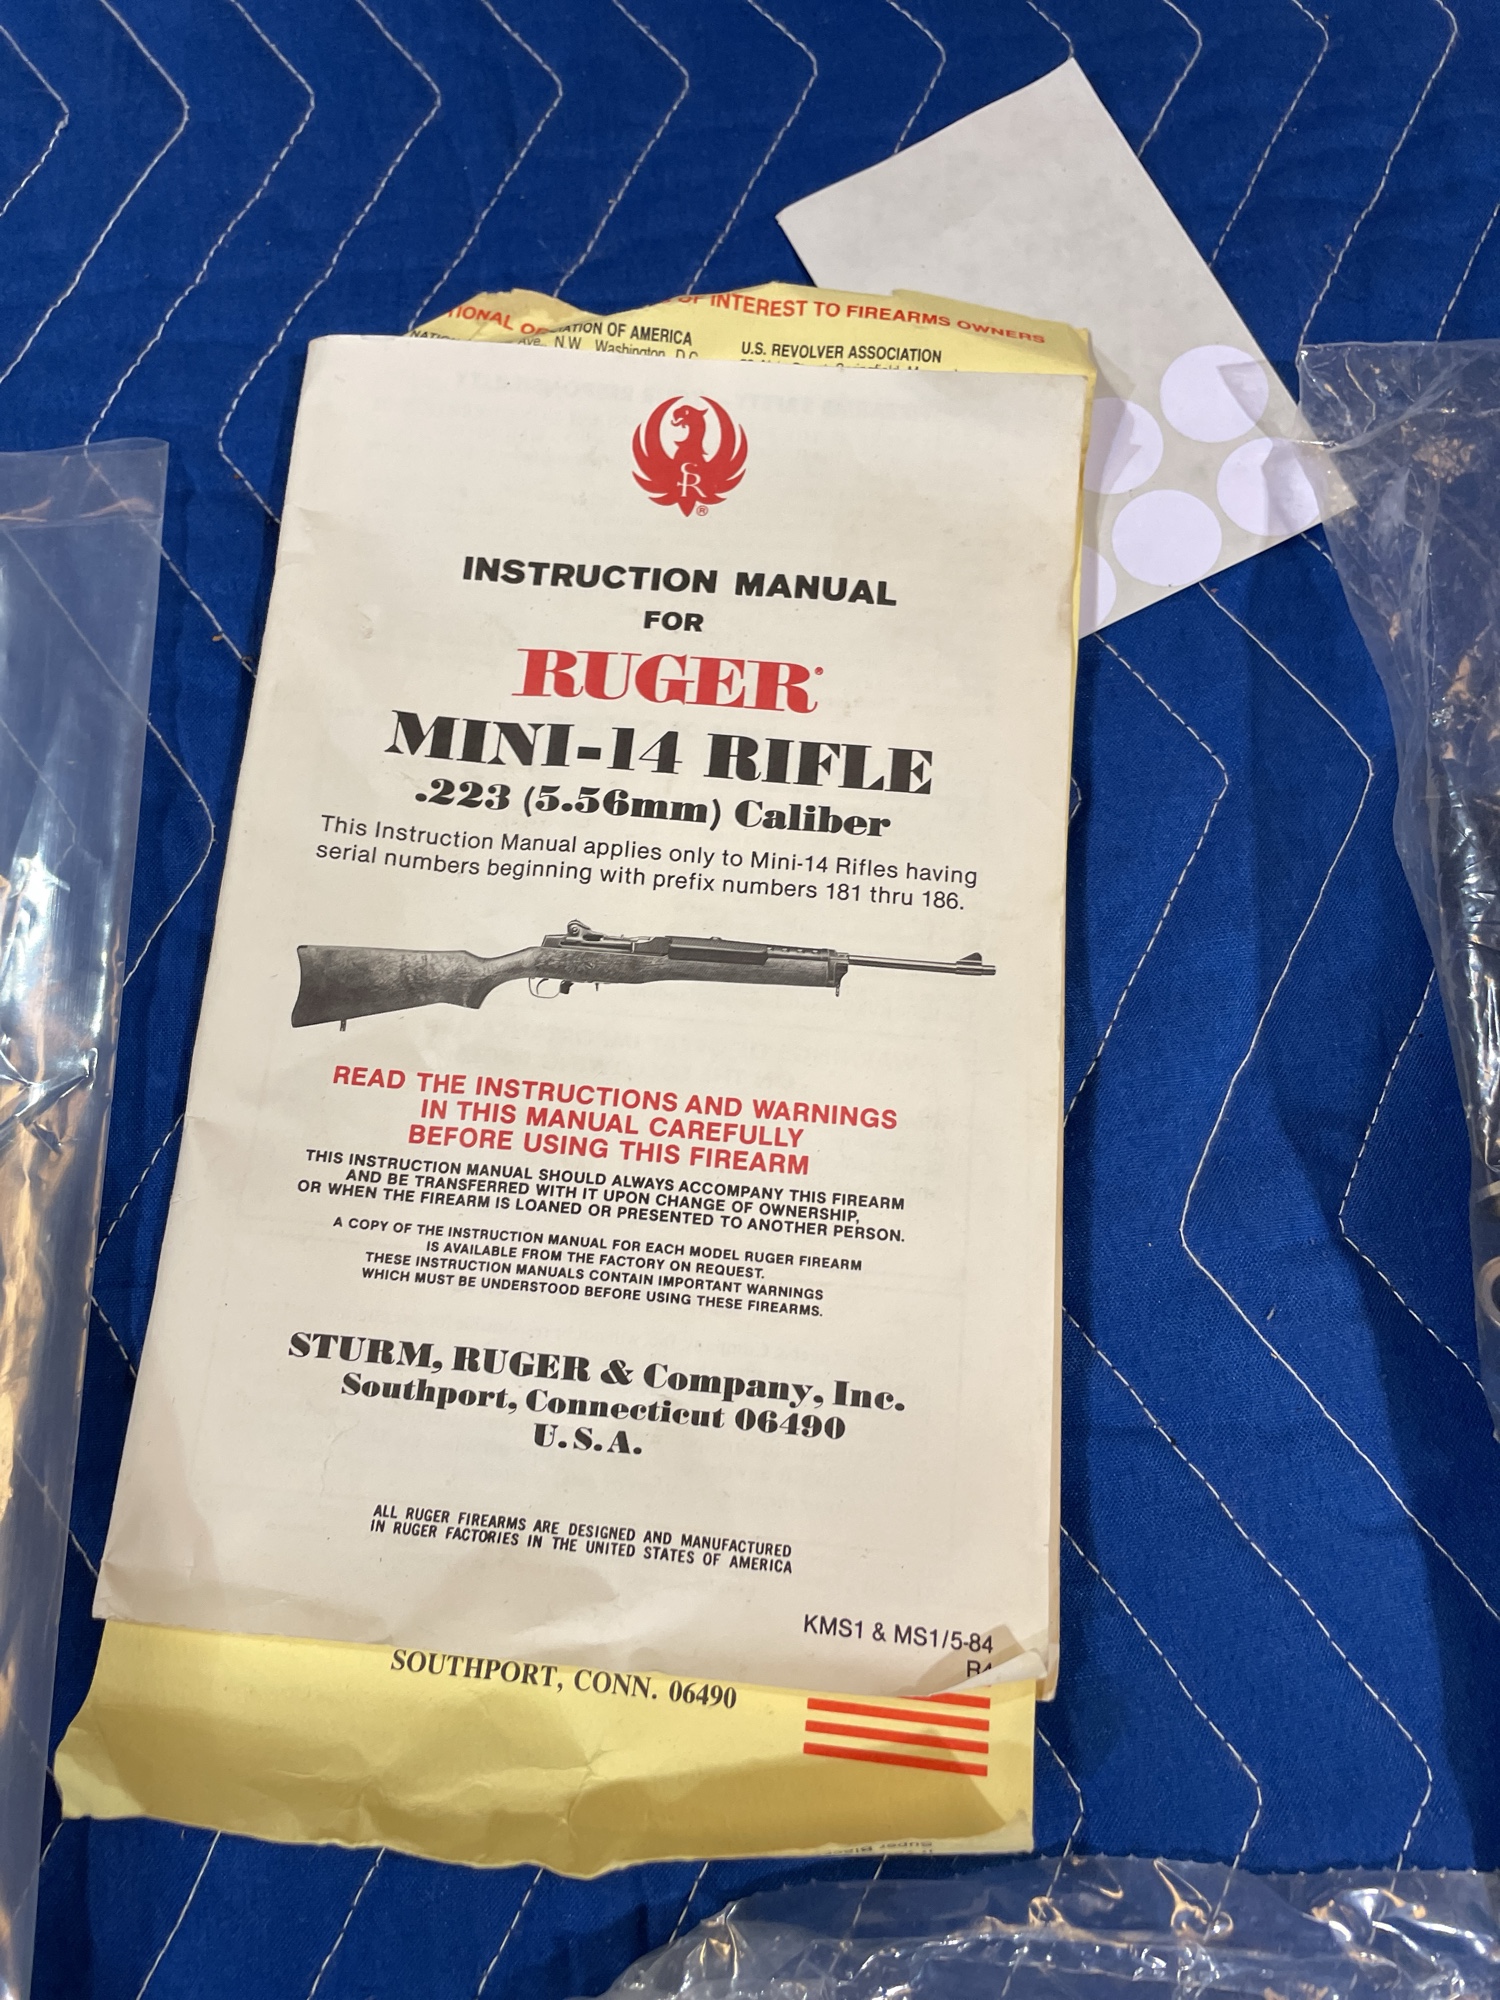 OF INTEREST TO FIREARMS OWNERS
OF AMERICA
N.W. Washington, D.C.
U.S. REVOLVER ASSOCIATION
INSTRUCTION MANUAL
FOR
RUGER®
MINI-14 RIFLE
.223 (5.56mm) Caliber
This Instruction Manual applies only to Mini-14 Rifles having
serial numbers beginning with prefix numbers 181 thru 186.
READ THE INSTRUCTIONS AND WARNINGS
IN THIS MANUAL CAREFULLY
BEFORE USING THIS FIREARM
THIS INSTRUCTION MANUAL SHOULD ALWAYS ACCOMPANY THIS FIREARM
AND BE TRANSFERRED WITH IT UPON CHANGE OF OWNERSHIP,
OR WHEN THE FIREARM IS LOANED OR PRESENTED TO ANOTHER PERSON.
A COPY OF THE INSTRUCTION MANUAL FOR EACH MODEL RUGER FIREARM
IS AVAILABLE FROM THE FACTORY ON REQUEST.
THESE INSTRUCTION MANUALS CONTAIN IMPORTANT WARNINGS
WHICH MUST BE UNDERSTOOD BEFORE USING THESE FIREARMS.
STURM, RUGER & Company, Inc.
Southport, Connecticut 06490
U.S.A.
ALL RUGER FIREARMS ARE DESIGNED AND MANUFACTURED
IN RUGER FACTORIES IN THE UNITED STATES OF AMERICA
KMS1 & MS1/5-84
R4
SOUTHPORT, CONN. 06490